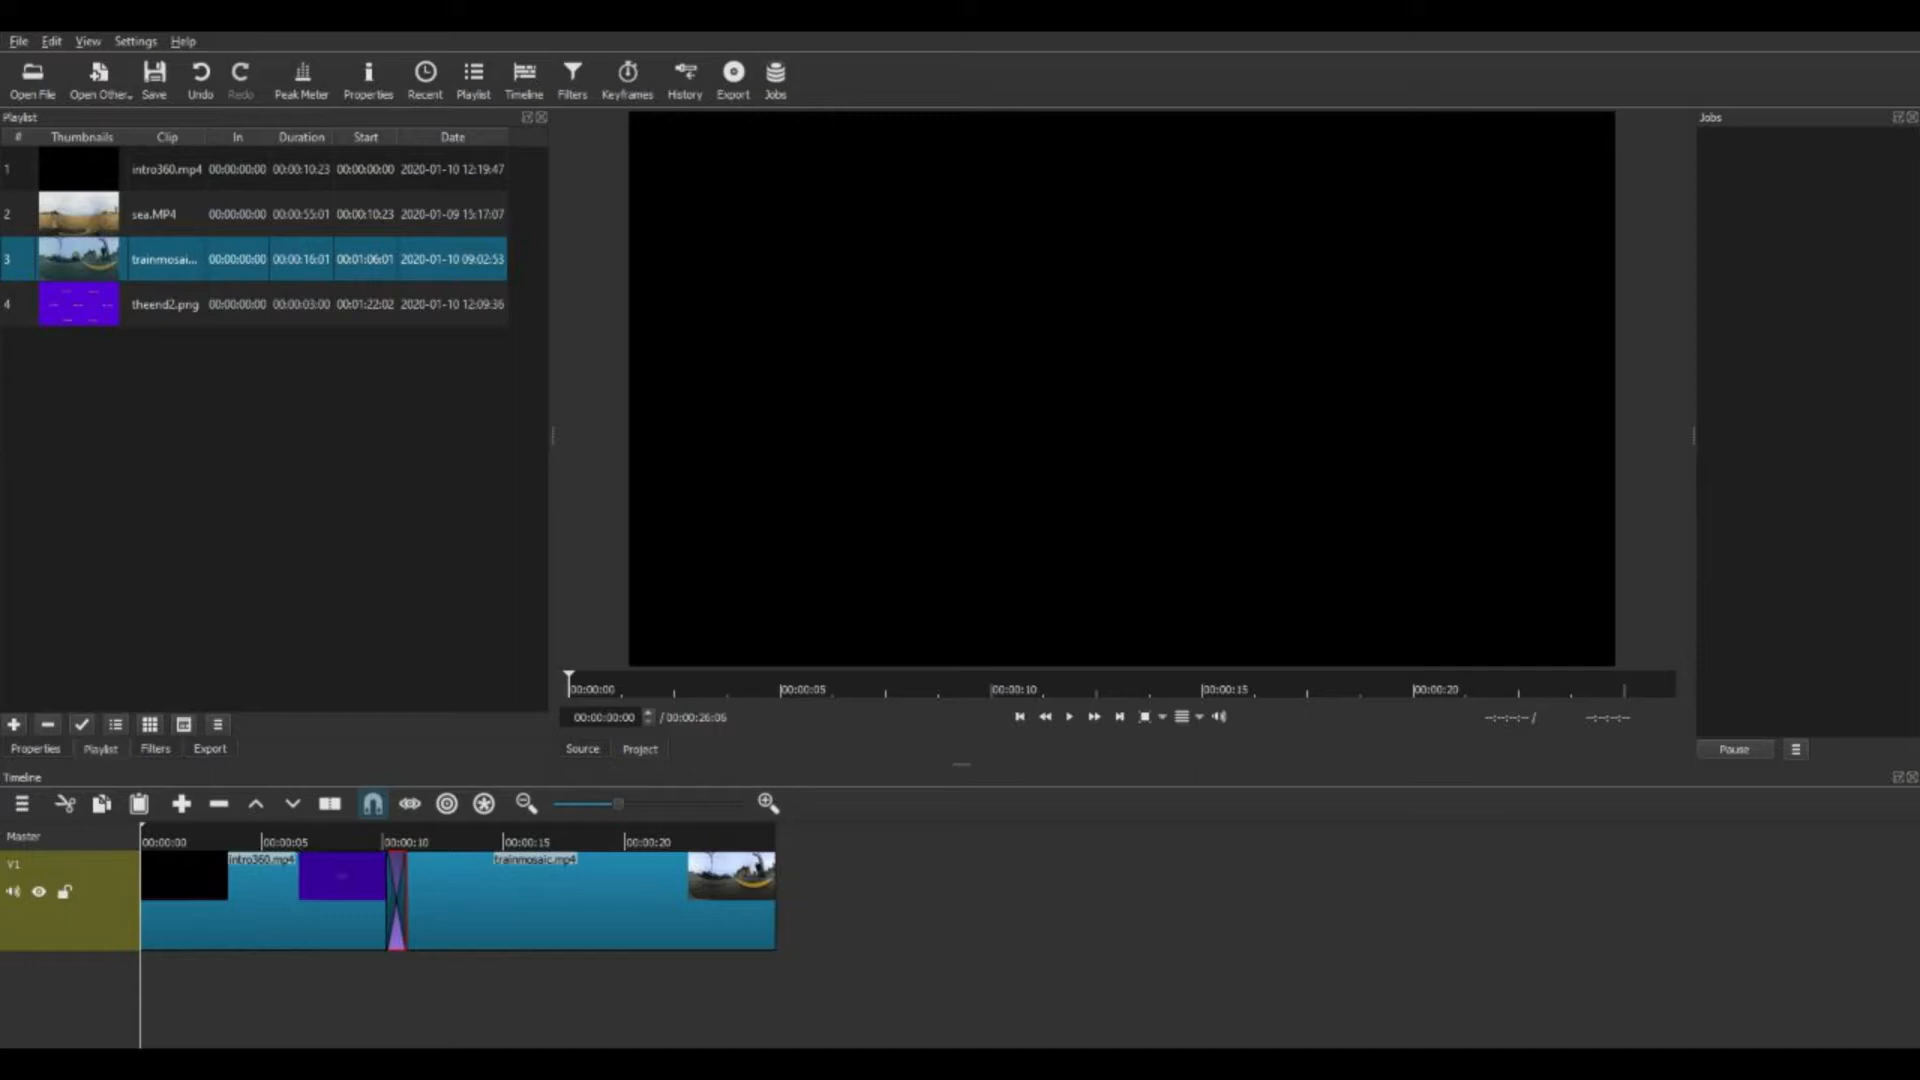 File Edit View Settings Help
Open File Open Other.. Save Undo Redo Peak Meter Properties Recent Playlist Timeline Filters Keyframes History Export Jobs
Playlist
# Thumbnails Clip In Duration Start Date
1 intro360.mp4 00:00:00:00 00:00:10:23 00:00:00:00 2020-01-10 12:19:47
2 sea.MP4 00:00:00:00 00:00:55:01 00:00:10:23 2020-01-09 15:17:07
3 trainmosai... 00:00:00:00 00:00:16:01 00:01:06:01 2020-01-10 09:02:53
4 theend2.png 00:00:00:00 00:00:03:00 00:01:22:02 2020-01-10 12:09:36
Jobs
00:00:00 00:00:05 00:00:10 00:00:15 00:00:20
00:00:00:00 / 00:00:26:06 --:--:--:-- / --:--:--:--
Properties Playlist Filters Export
Source Project
Pause
Timeline
Master
00:00:00 00:00:05 00:00:10 00:00:15 00:00:20
V1
intro360.mp4 trainmosaic.mp4